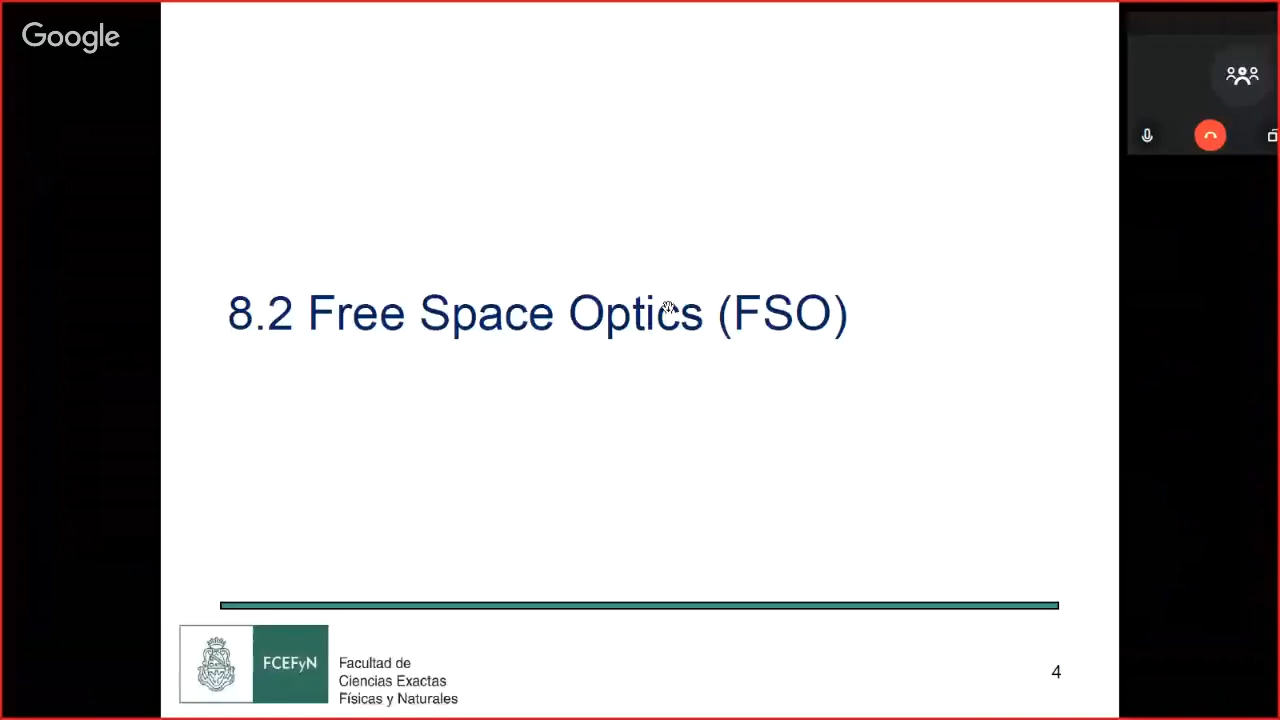 Google
8.2 Free Space Optics (FSO)
FCEFyN
Facultad de
Ciencias Exactas
Físicas y Naturales
4